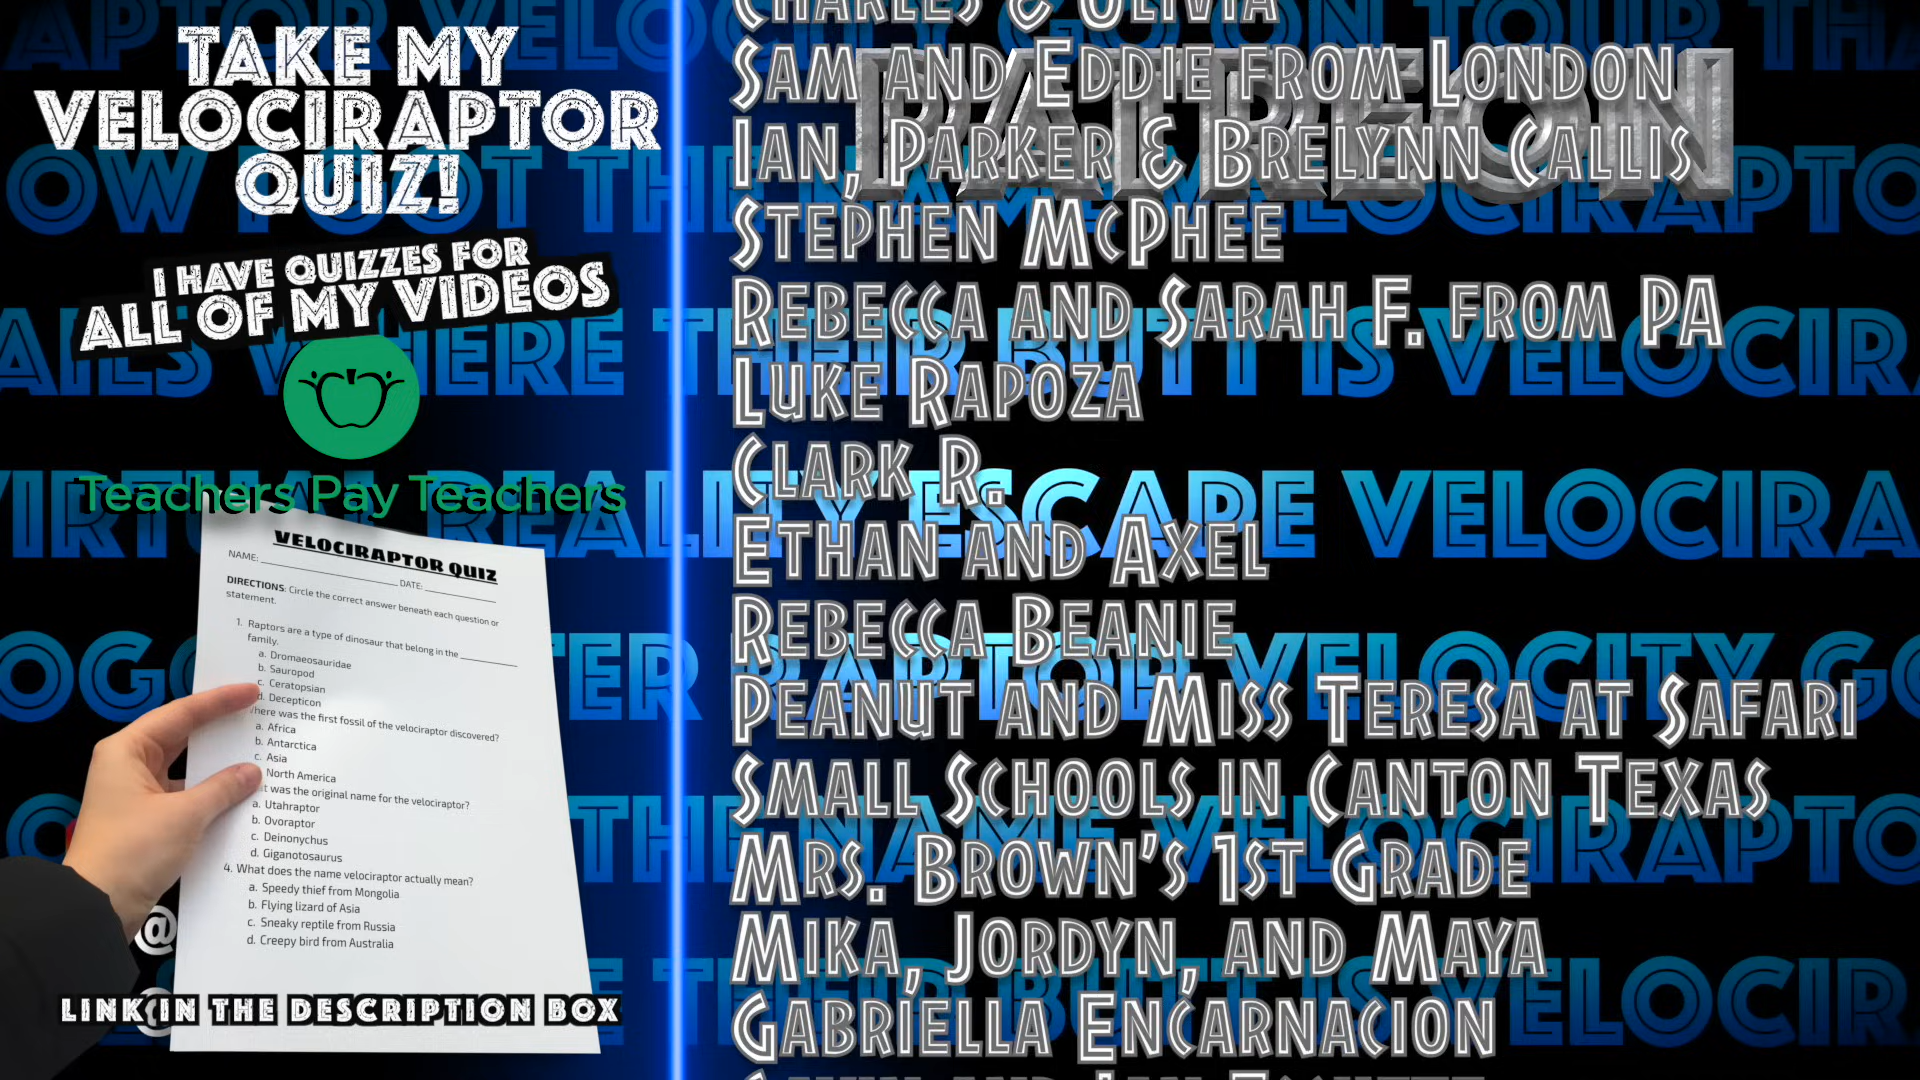 TAKE MY
VELOCIRAPTOR
QUIZ!
I HAVE QUIZZES FOR
ALL OF MY VIDEOS
Teachers Pay Teachers
VELOCIRAPTOR QUIZ
NAME:
DATE:
DIRECTIONS: Circle the correct answer beneath each question or
statement.
1. Raptors are a type of dinosaur that belong in the
family.
a. Dromaeosauridae
b. Sauropod
c. Ceratopsian
d. Decepticon
here was the first fossil of the velociraptor discovered?
a. Africa
b. Antarctica
c. Asia
North America
t was the original name for the velociraptor?
a. Utahraptor
b. Ovoraptor
c. Deinonychus
d. Giganotosaurus
4. What does the name velociraptor actually mean?
a. Speedy thief from Mongolia
b. Flying lizard of Asia
c. Sneaky reptile from Russia
d. Creepy bird from Australia
@
LINK IN THE DESCRIPTION BOX
PATREON
CHARLES & OLIVIA
SAM AND EDDIE FROM LONDON
IAN, PARKER & BRELYNN CALLIS
STEPHEN MCPHEE
REBECCA AND SARAH F. FROM PA
LUKE RAPOZA
CLARK R.
ETHAN AND AXEL
REBECCA BEANIE
PEANUT AND MISS TERESA AT SAFARI
SMALL SCHOOLS IN CANTON TEXAS
MRS. BROWN'S 1ST GRADE
MIKA, JORDYN, AND MAYA
GABRIELLA ENCARNACION